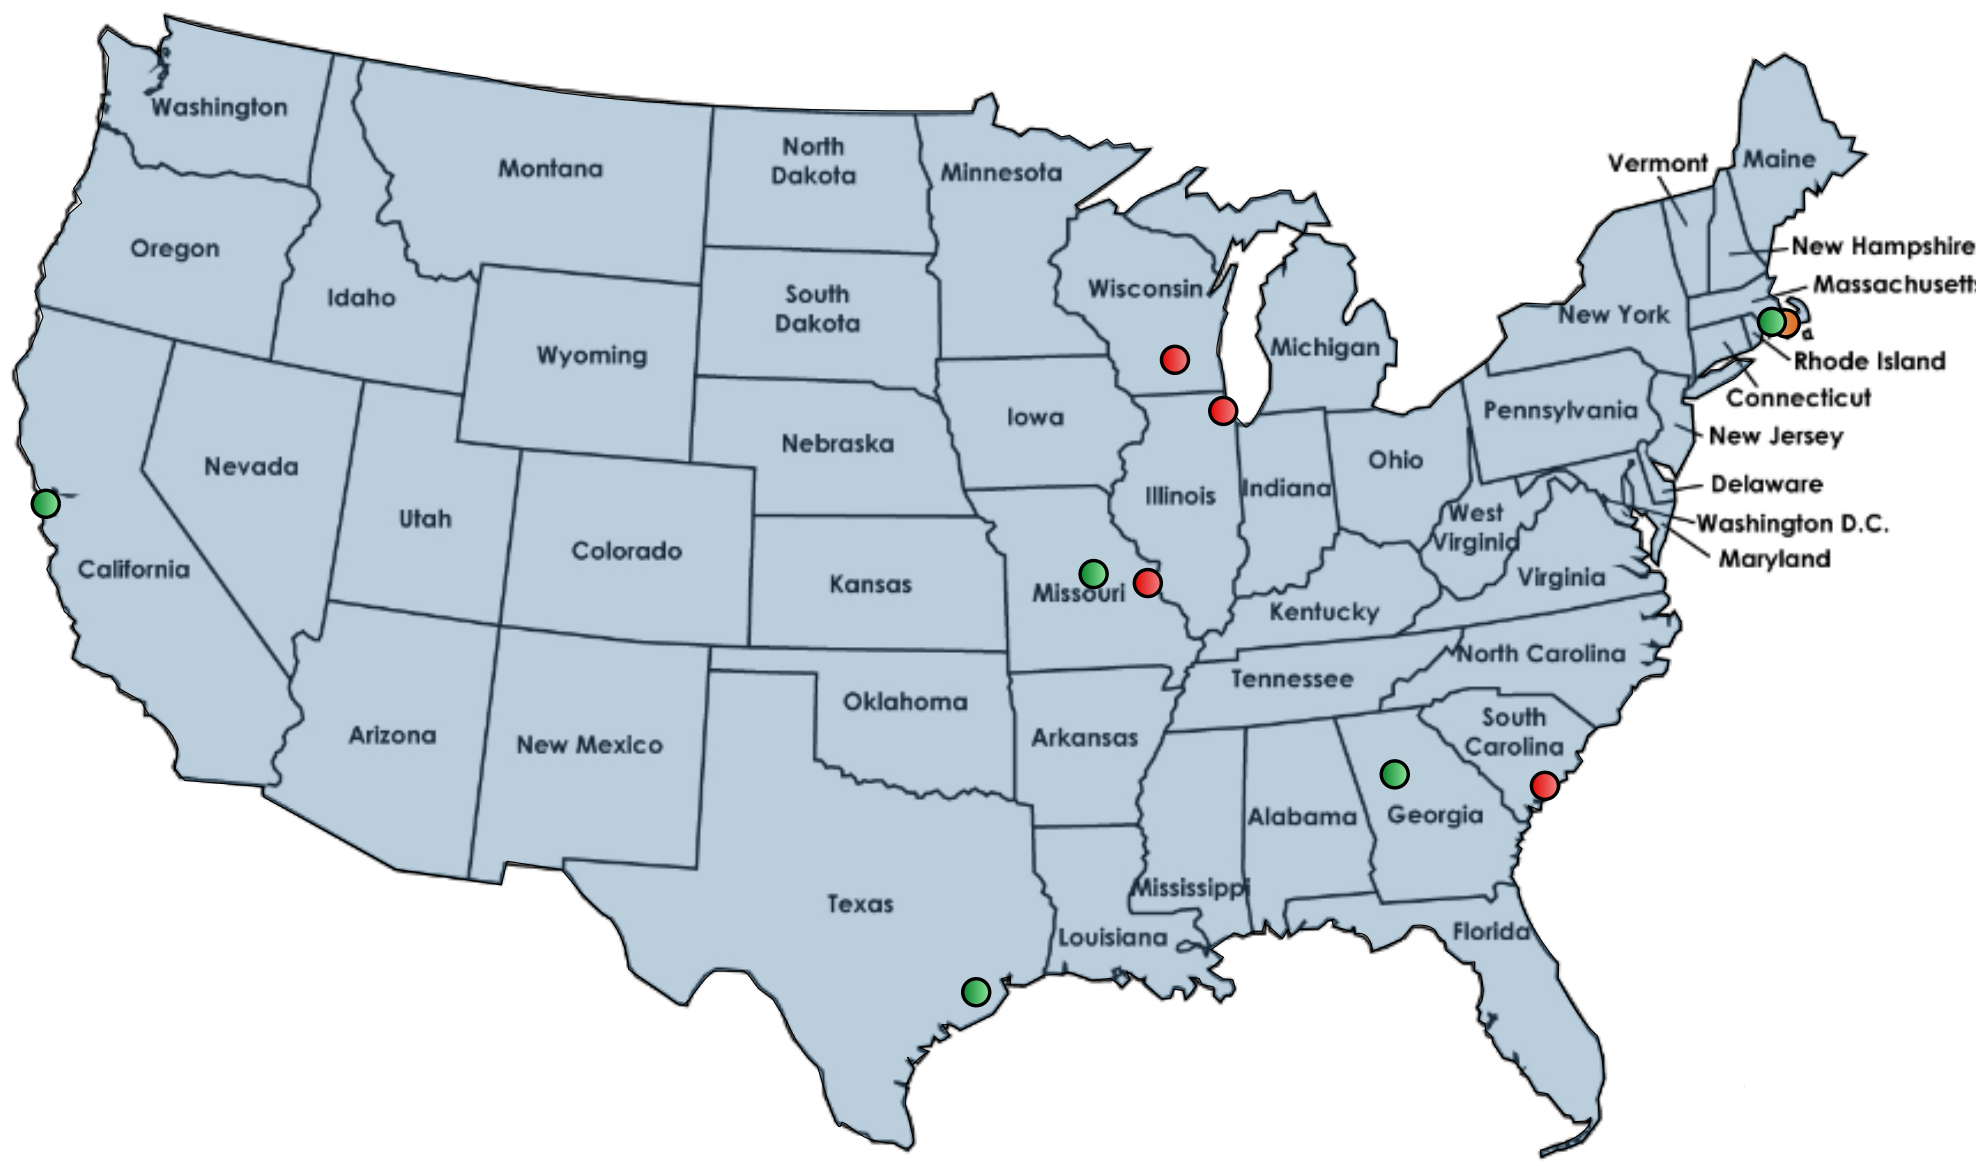 Washington
Montana
North
Dakota
Minnesota
Vermont
Maine
Oregon
Idaho
Wisconsin
New Hampshire
Massachusetts
South
Dakota
Wyoming
Michigan
New York
Rhode Island
Connecticut
Iowa
Pennsylvania
New Jersey
Nebraska
Nevada
Ohio
Illinois
Indiana
Delaware
Utah
Colorado
West
Virginia
Washington D.C.
Maryland
California
Kansas
Missouri
Virginia
Kentucky
North Carolina
Tennessee
Oklahoma
South
Carolina
Arizona
New Mexico
Arkansas
Alabama
Georgia
Mississippi
Texas
Louisiana
Florida